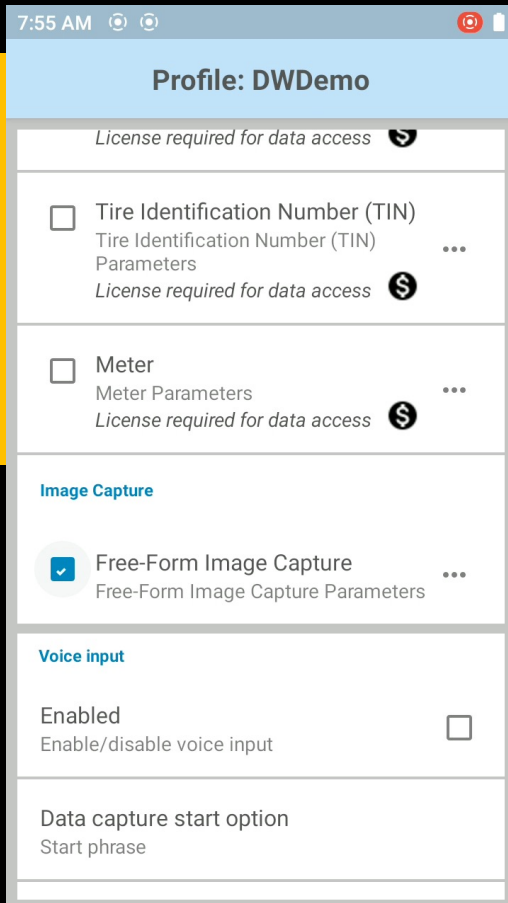 7:55 AM
Profile: DWDemo
License required for data access
Tire Identification Number (TIN)
Tire Identification Number (TIN)
Parameters
License required for data access
Meter
Meter Parameters
License required for data access
Image Capture
Free-Form Image Capture
Free-Form Image Capture Parameters
Voice input
Enabled
Enable/disable voice input
Data capture start option
Start phrase